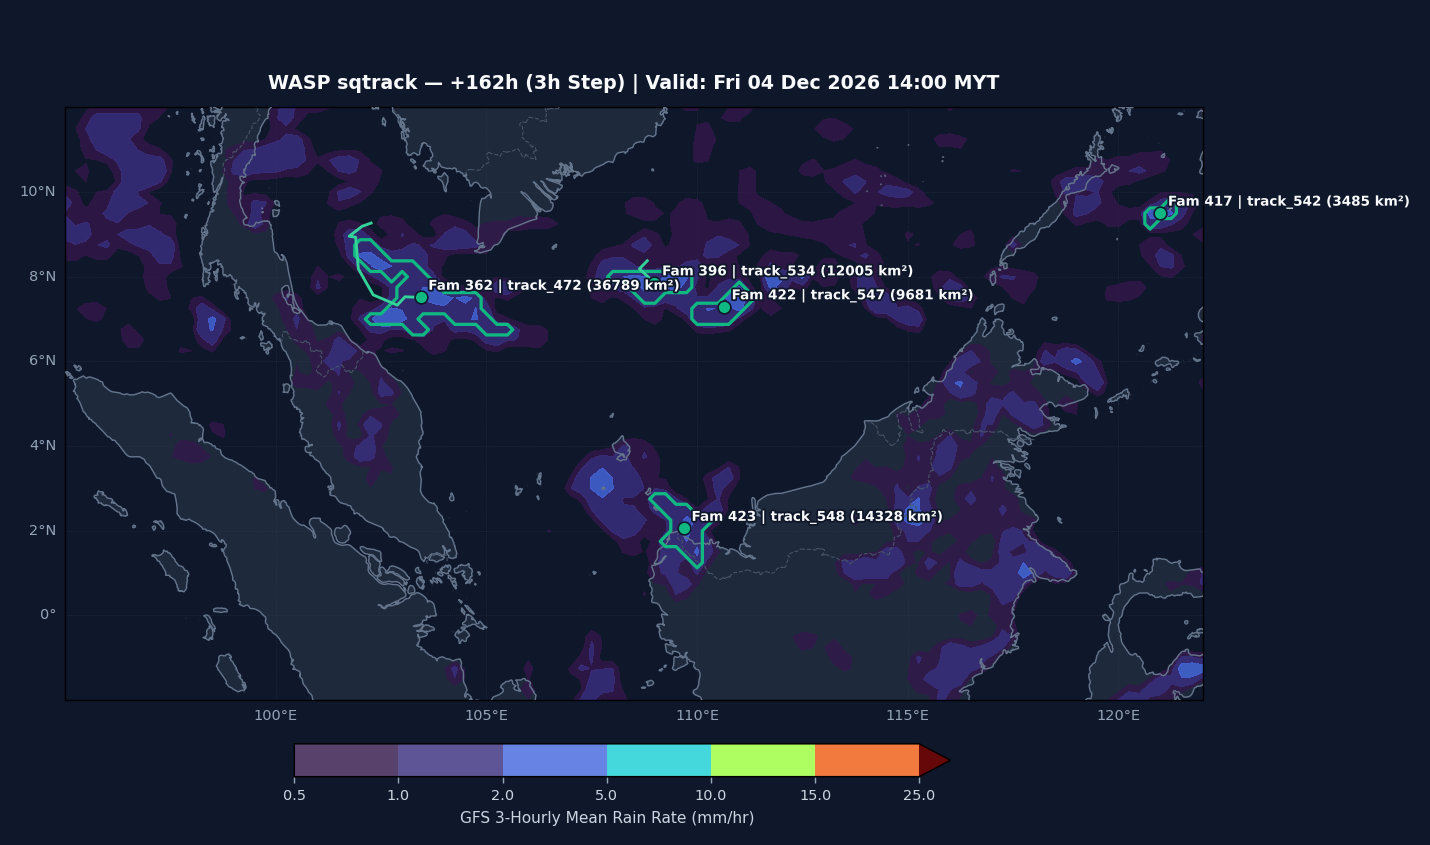 WASP sqtrack — +162h (3h Step) | Valid: Fri 04 Dec 2026 14:00 MYT
10°N
8°N
6°N
4°N
2°N
0°
Fam 417 | track_542 (3485 km²)
Fam 396 | track_534 (12005 km²)
Fam 362 | track_472 (36789 km²)
Fam 422 | track_547 (9681 km²)
Fam 423 | track_548 (14328 km²)
100°E 105°E 110°E 115°E 120°E
0.5 1.0 2.0 5.0 10.0 15.0 25.0
GFS 3-Hourly Mean Rain Rate (mm/hr)